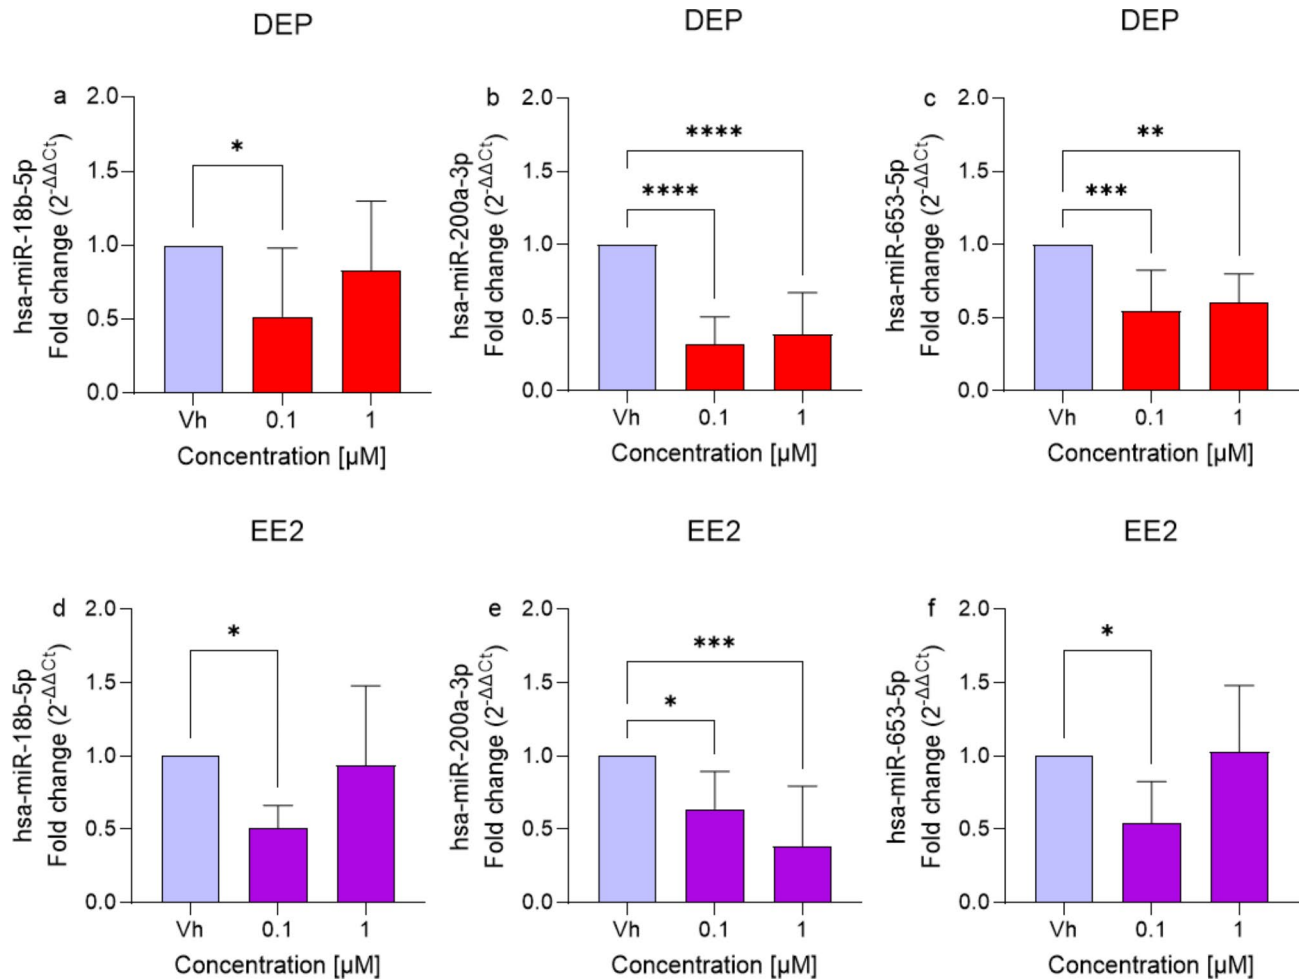 DEP
a
hsa-miR-18b-5p
Fold change (2-ΔΔCt)
2.0
1.5
1.0
0.5
0.0
*
Vh 0.1 1
Concentration [µM]
DEP
b
hsa-miR-200a-3p
Fold change (2-ΔΔCt)
2.0
1.5
1.0
0.5
0.0
****
****
Vh 0.1 1
Concentration [µM]
DEP
c
hsa-miR-653-5p
Fold change (2-ΔΔCt)
2.0
1.5
1.0
0.5
0.0
**
***
Vh 0.1 1
Concentration [µM]
EE2
d
hsa-miR-18b-5p
Fold change (2-ΔΔCt)
2.0
1.5
1.0
0.5
0.0
*
Vh 0.1 1
Concentration [µM]
EE2
e
hsa-miR-200a-3p
Fold change (2-ΔΔCt)
2.0
1.5
1.0
0.5
0.0
***
*
Vh 0.1 1
Concentration [µM]
EE2
f
hsa-miR-653-5p
Fold change (2-ΔΔCt)
2.0
1.5
1.0
0.5
0.0
*
Vh 0.1 1
Concentration [µM]